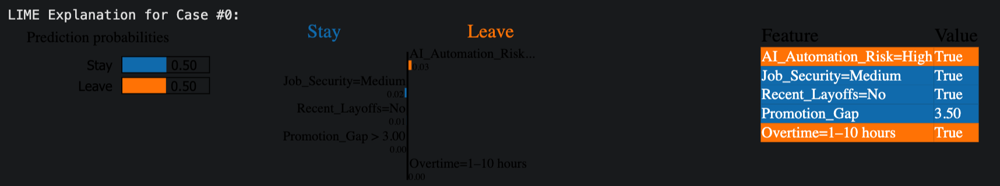 LIME Explanation for Case #0:
Prediction probabilities
Stay 0.50
Leave 0.50
Stay Leave
AI_Automation_Risk...
0.03
Job_Security=Medium
0.02
Recent_Layoffs=No
0.01
Promotion_Gap > 3.00
0.00
Overtime=1–10 hours
0.00
Feature Value
AI_Automation_Risk=High True
Job_Security=Medium True
Recent_Layoffs=No True
Promotion_Gap 3.50
Overtime=1–10 hours True